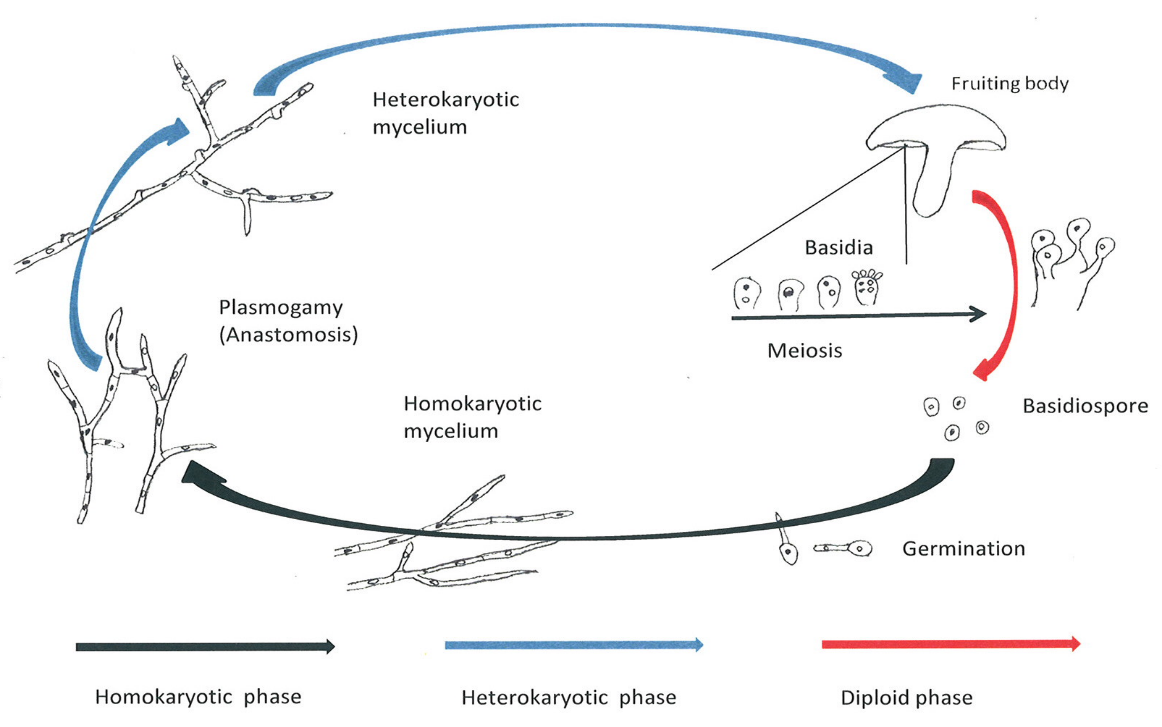 Fruiting body
Heterokaryotic
mycelium
Basidia
Plasmogamy
(Anastomosis)
Meiosis
Homokaryotic
mycelium
Basidiospore
Germination
Homokaryotic phase
Heterokaryotic phase
Diploid phase